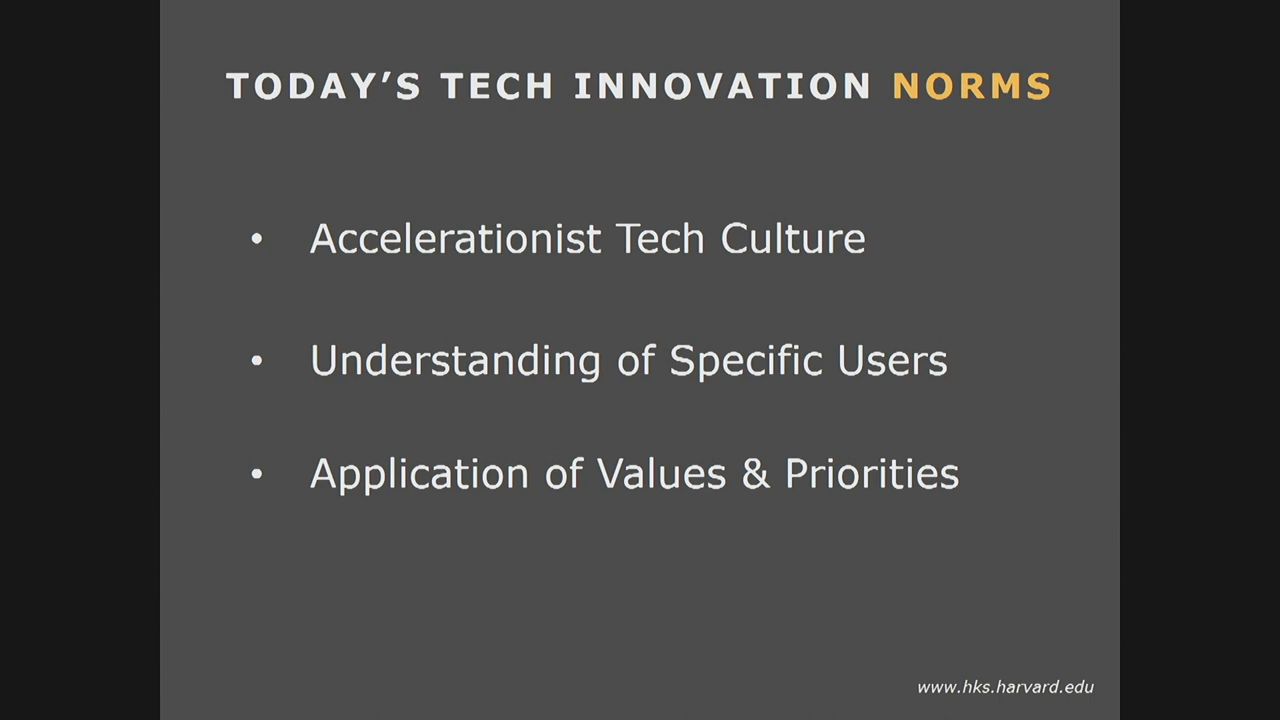 TODAY’S TECH INNOVATION NORMS
• Accelerationist Tech Culture
• Understanding of Specific Users
• Application of Values & Priorities
www.hks.harvard.edu